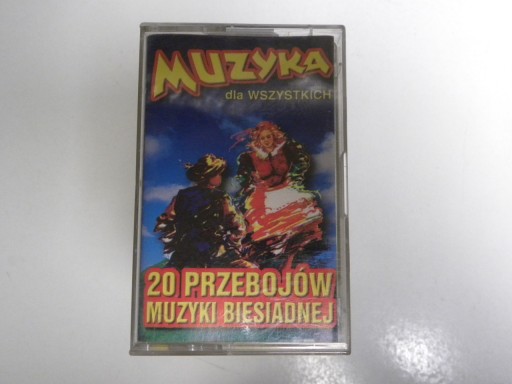 MUZYKA
dla WSZYSTKICH
20 PRZEBOJÓW
MUZYKI BIESIADNEJ